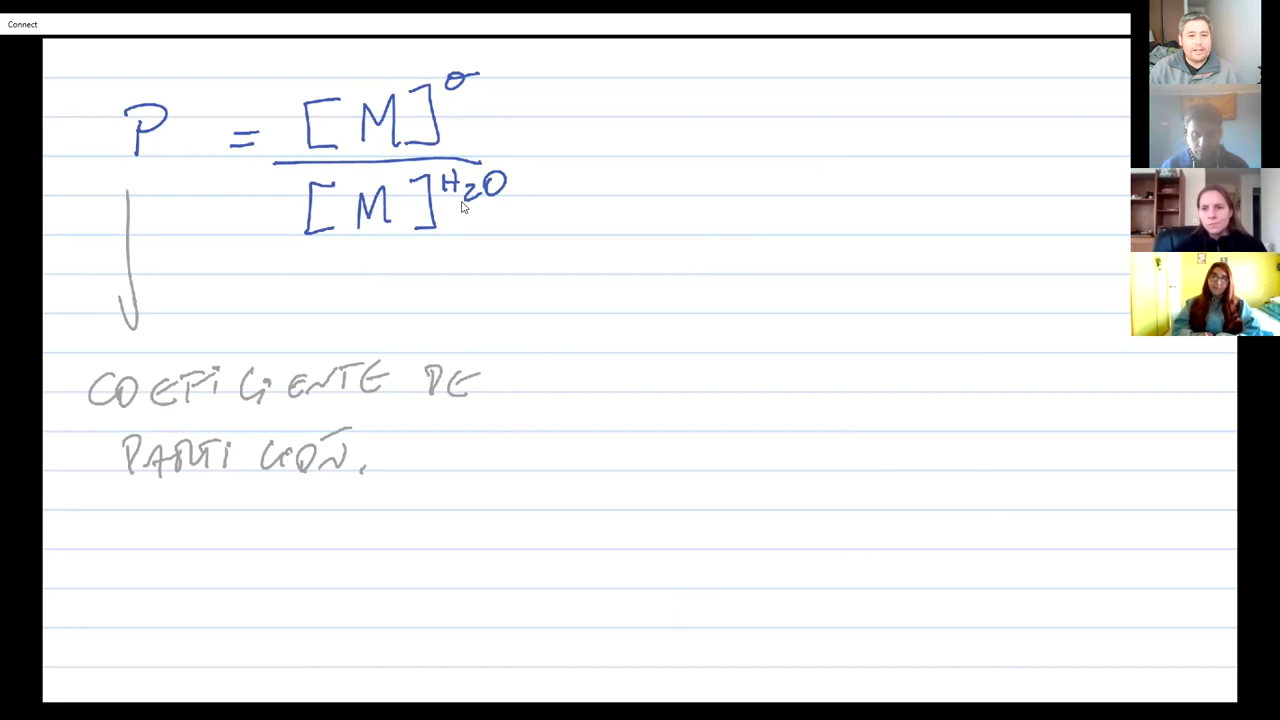 Connect
P = [M]^o / [M]^H2O
COEFICIENTE DE
PARTICIÓN.